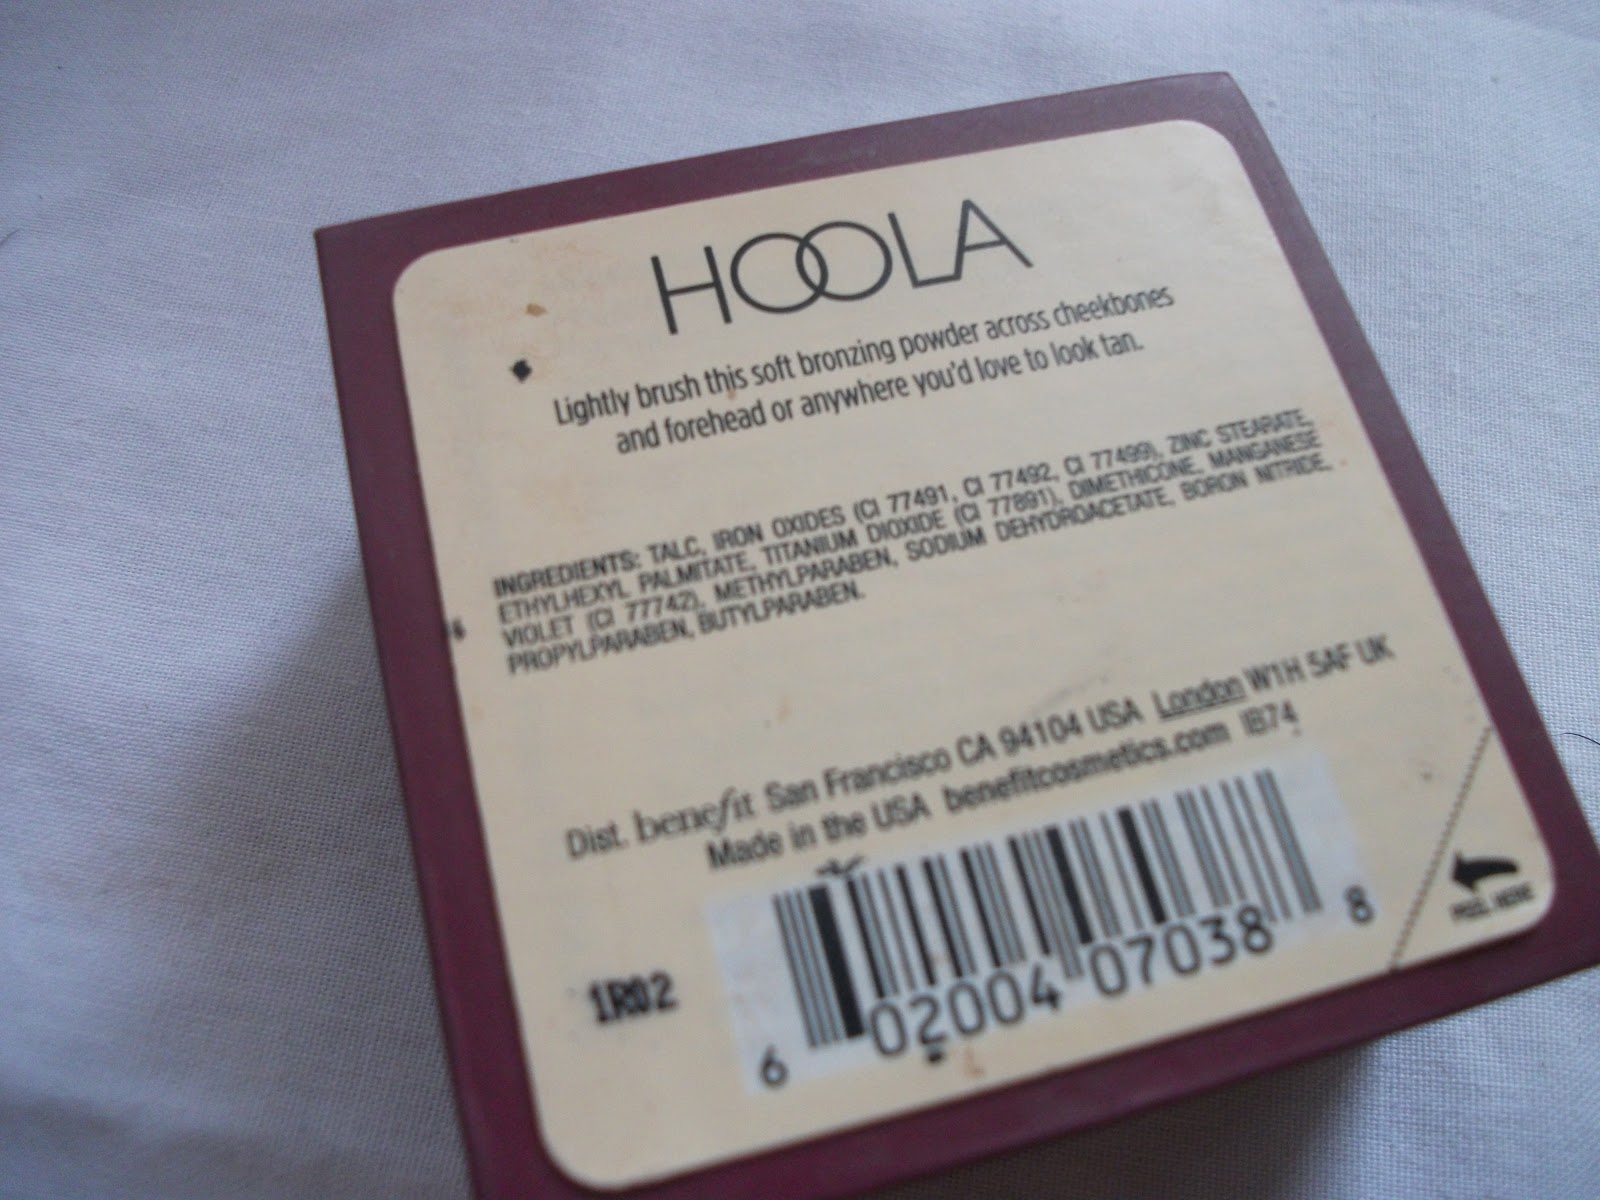 HOOLA
Lightly brush this soft bronzing powder across cheekbones
and forehead or anywhere you'd love to look tan.
INGREDIENTS: TALC, IRON OXIDES (CI 77491, CI 77492, CI 77499), ZINC STEARATE,
ETHYLHEXYL PALMITATE, TITANIUM DIOXIDE (CI 77891), DIMETHICONE, MANGANESE
VIOLET (CI 77742), METHYLPARABEN, SODIUM DEHYDROACETATE, BORON NITRIDE,
PROPYLPARABEN, BUTYLPARABEN.
Dist. benefit San Francisco CA 94104 USA London W1H 5AF UK
Made in the USA benefitcosmetics.com IB74
1R02
6 02004 07038 8
PEEL HERE